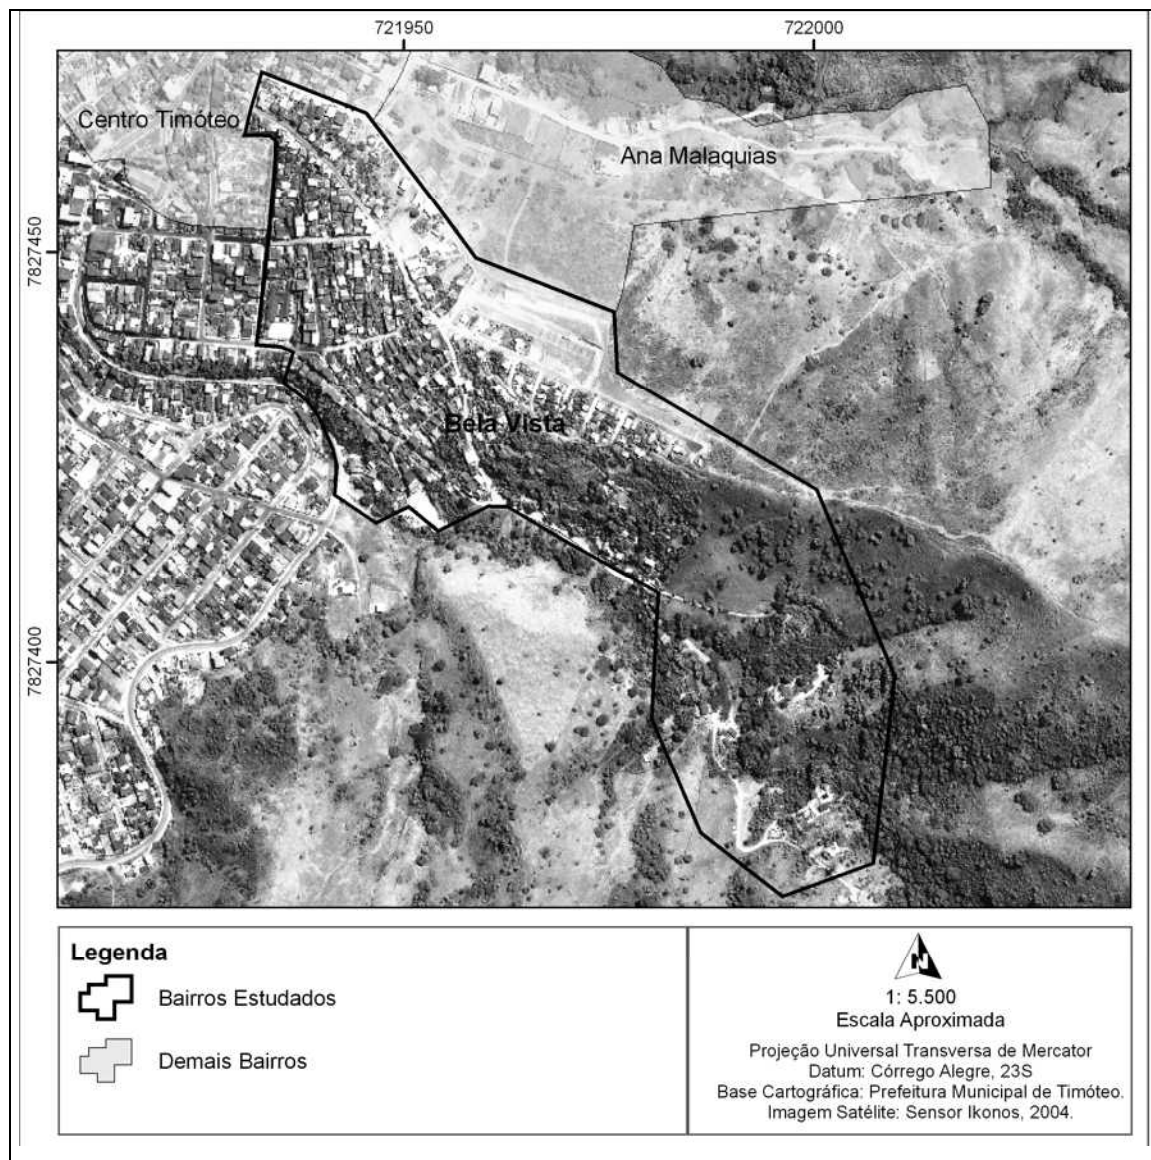 721950
722000
Centro Timóteo
Ana Malaquias
7827450
Bela Vista
7827400
Legenda
Bairros Estudados
Demais Bairros
N
1: 5.500
Escala Aproximada
Projeção Universal Transversa de Mercator
Datum: Córrego Alegre, 23S
Base Cartográfica: Prefeitura Municipal de Timóteo.
Imagem Satélite: Sensor Ikonos, 2004.